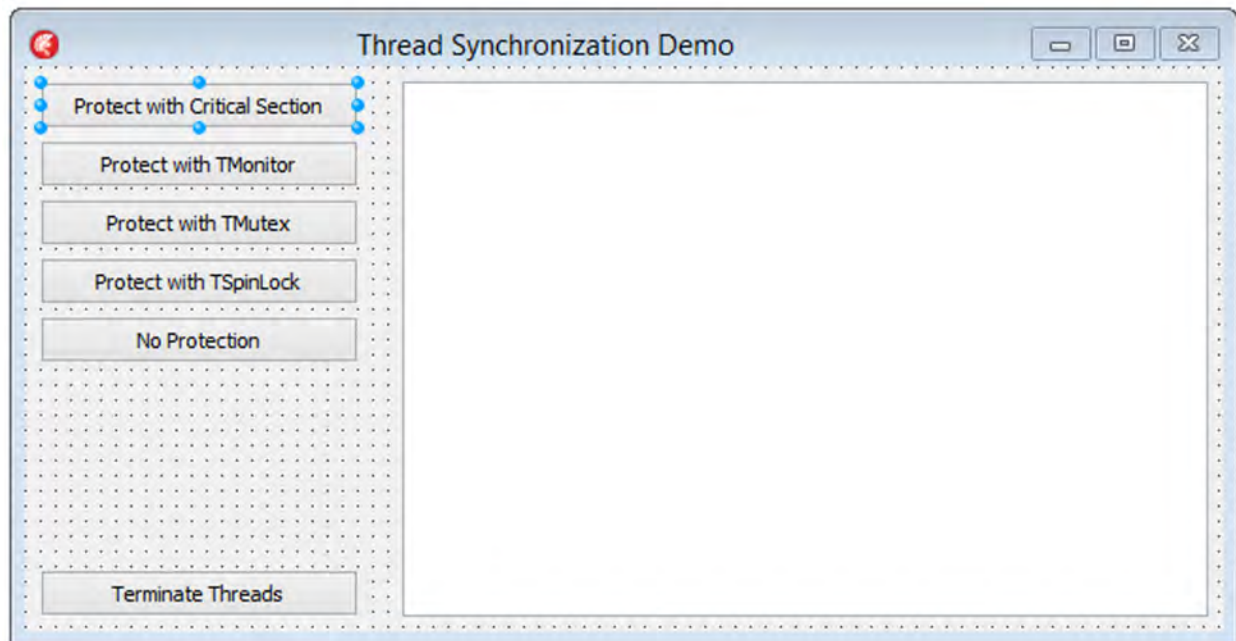 Thread Synchronization Demo
Protect with Critical Section
Protect with TMonitor
Protect with TMutex
Protect with TSpinLock
No Protection
Terminate Threads